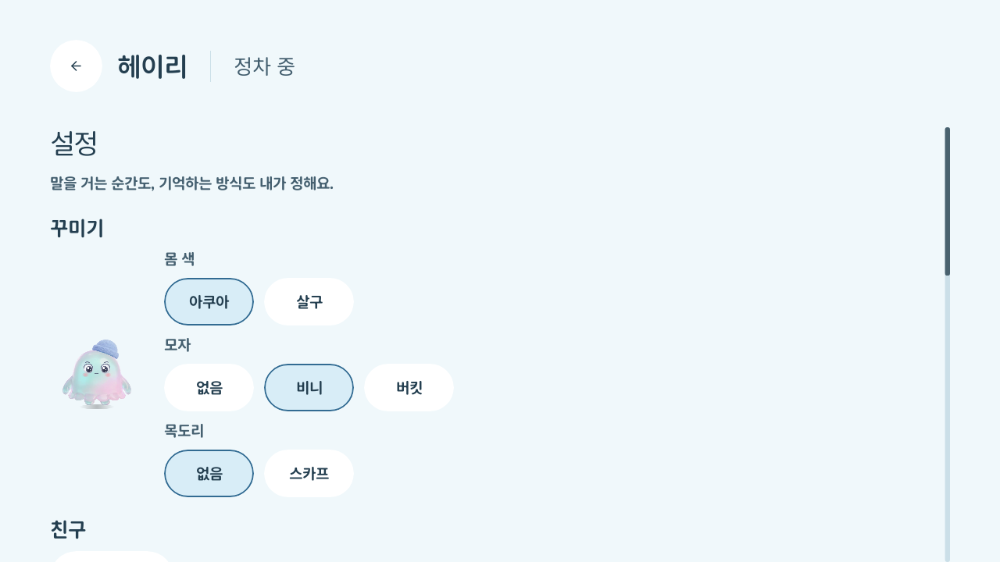 헤이리
정차 중
설정
말을 거는 순간도, 기억하는 방식도 내가 정해요.
꾸미기
몸 색
아쿠아
살구
모자
없음
비니
버킷
목도리
없음
스카프
친구